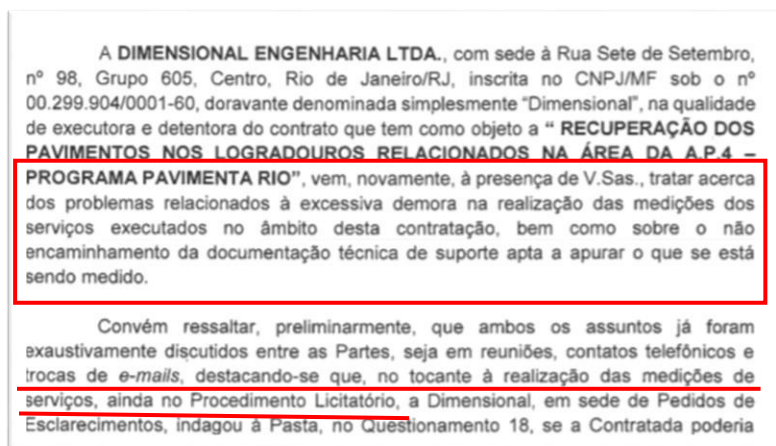 A DIMENSIONAL ENGENHARIA LTDA., com sede à Rua Sete de Setembro,
nº 98, Grupo 605, Centro, Rio de Janeiro/RJ, inscrita no CNPJ/MF sob o nº
00.299.904/0001-60, doravante denominada simplesmente “Dimensional”, na qualidade
de executora e detentora do contrato que tem como objeto a “ RECUPERAÇÃO DOS
PAVIMENTOS NOS LOGRADOUROS RELACIONADOS NA ÁREA DA A.P.4 –
PROGRAMA PAVIMENTA RIO”, vem, novamente, à presença de V.Sas., tratar acerca
dos problemas relacionados à excessiva demora na realização das medições dos
serviços executados no âmbito desta contratação, bem como sobre o não
encaminhamento da documentação técnica de suporte apta a apurar o que se está
sendo medido.
Convém ressaltar, preliminarmente, que ambos os assuntos já foram
exaustivamente discutidos entre as Partes, seja em reuniões, contatos telefônicos e
trocas de e-mails, destacando-se que, no tocante à realização das medições de
serviços, ainda no Procedimento Licitatório, a Dimensional, em sede de Pedidos de
Esclarecimentos, indagou à Pasta, no Questionamento 18, se a Contratada poderia